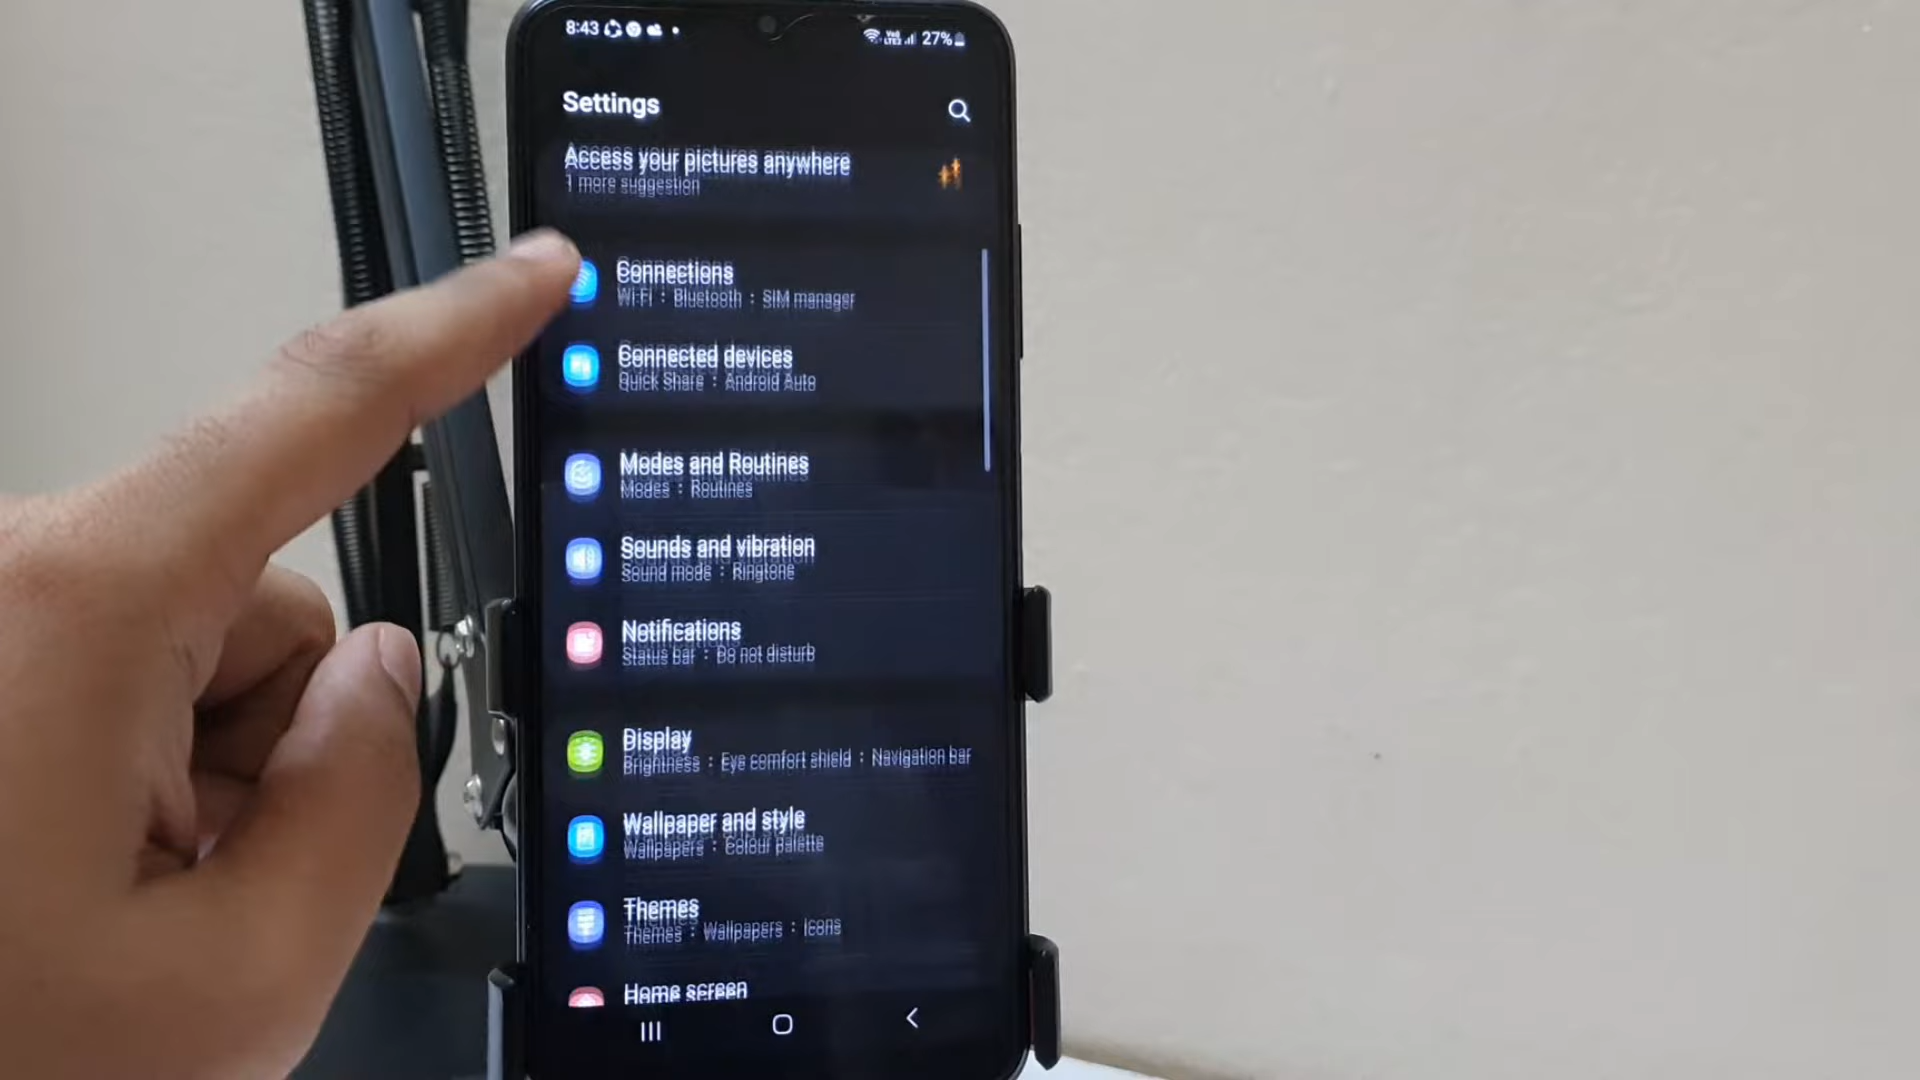 8:43
Vo)) LTE2 27%
Settings
Access your pictures anywhere
1 more suggestion
Connections
Wi-Fi : Bluetooth : SIM manager
Connected devices
Quick Share : Android Auto
Modes and Routines
Modes : Routines
Sounds and vibration
Sound mode : Ringtone
Notifications
Status bar : Do not disturb
Display
Brightness : Eye comfort shield : Navigation bar
Wallpaper and style
Wallpapers : Colour palette
Themes
Themes : Wallpapers : Icons
Home screen